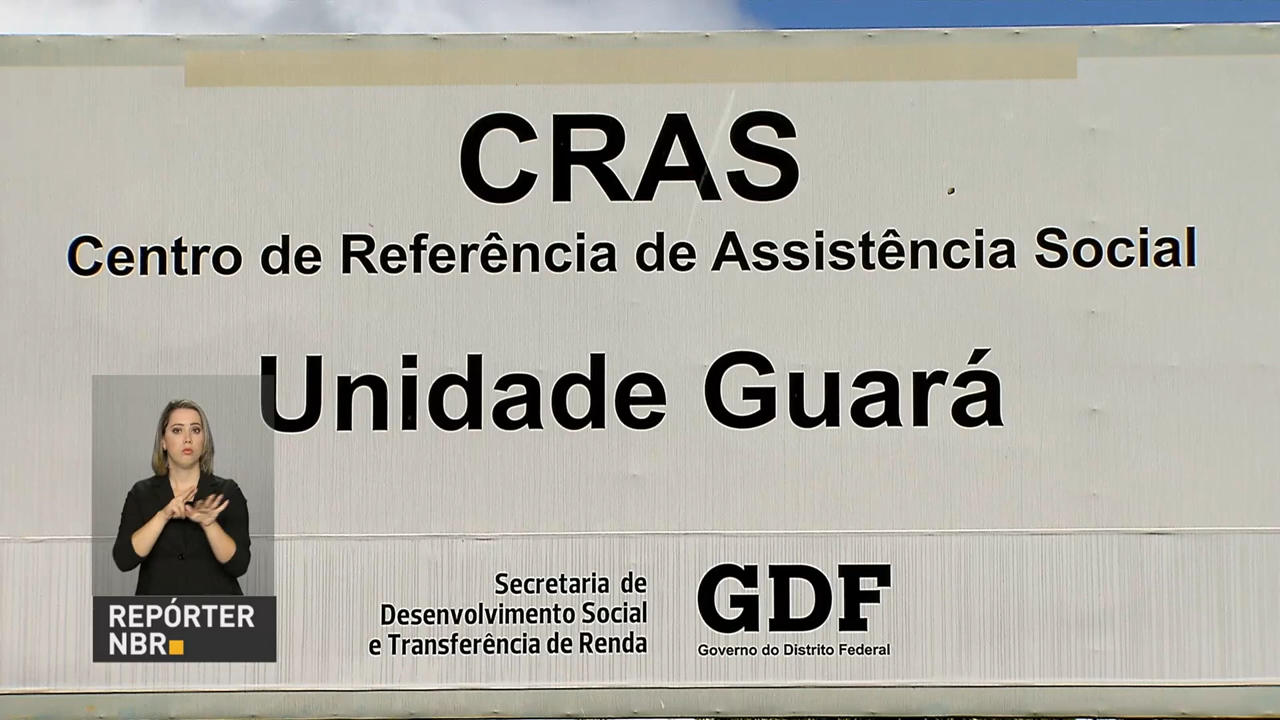 CRAS
Centro de Referência de Assistência Social
Unidade Guará
Secretaria de
Desenvolvimento Social
e Transferência de Renda
GDF
Governo do Distrito Federal
REPÓRTER
NBR